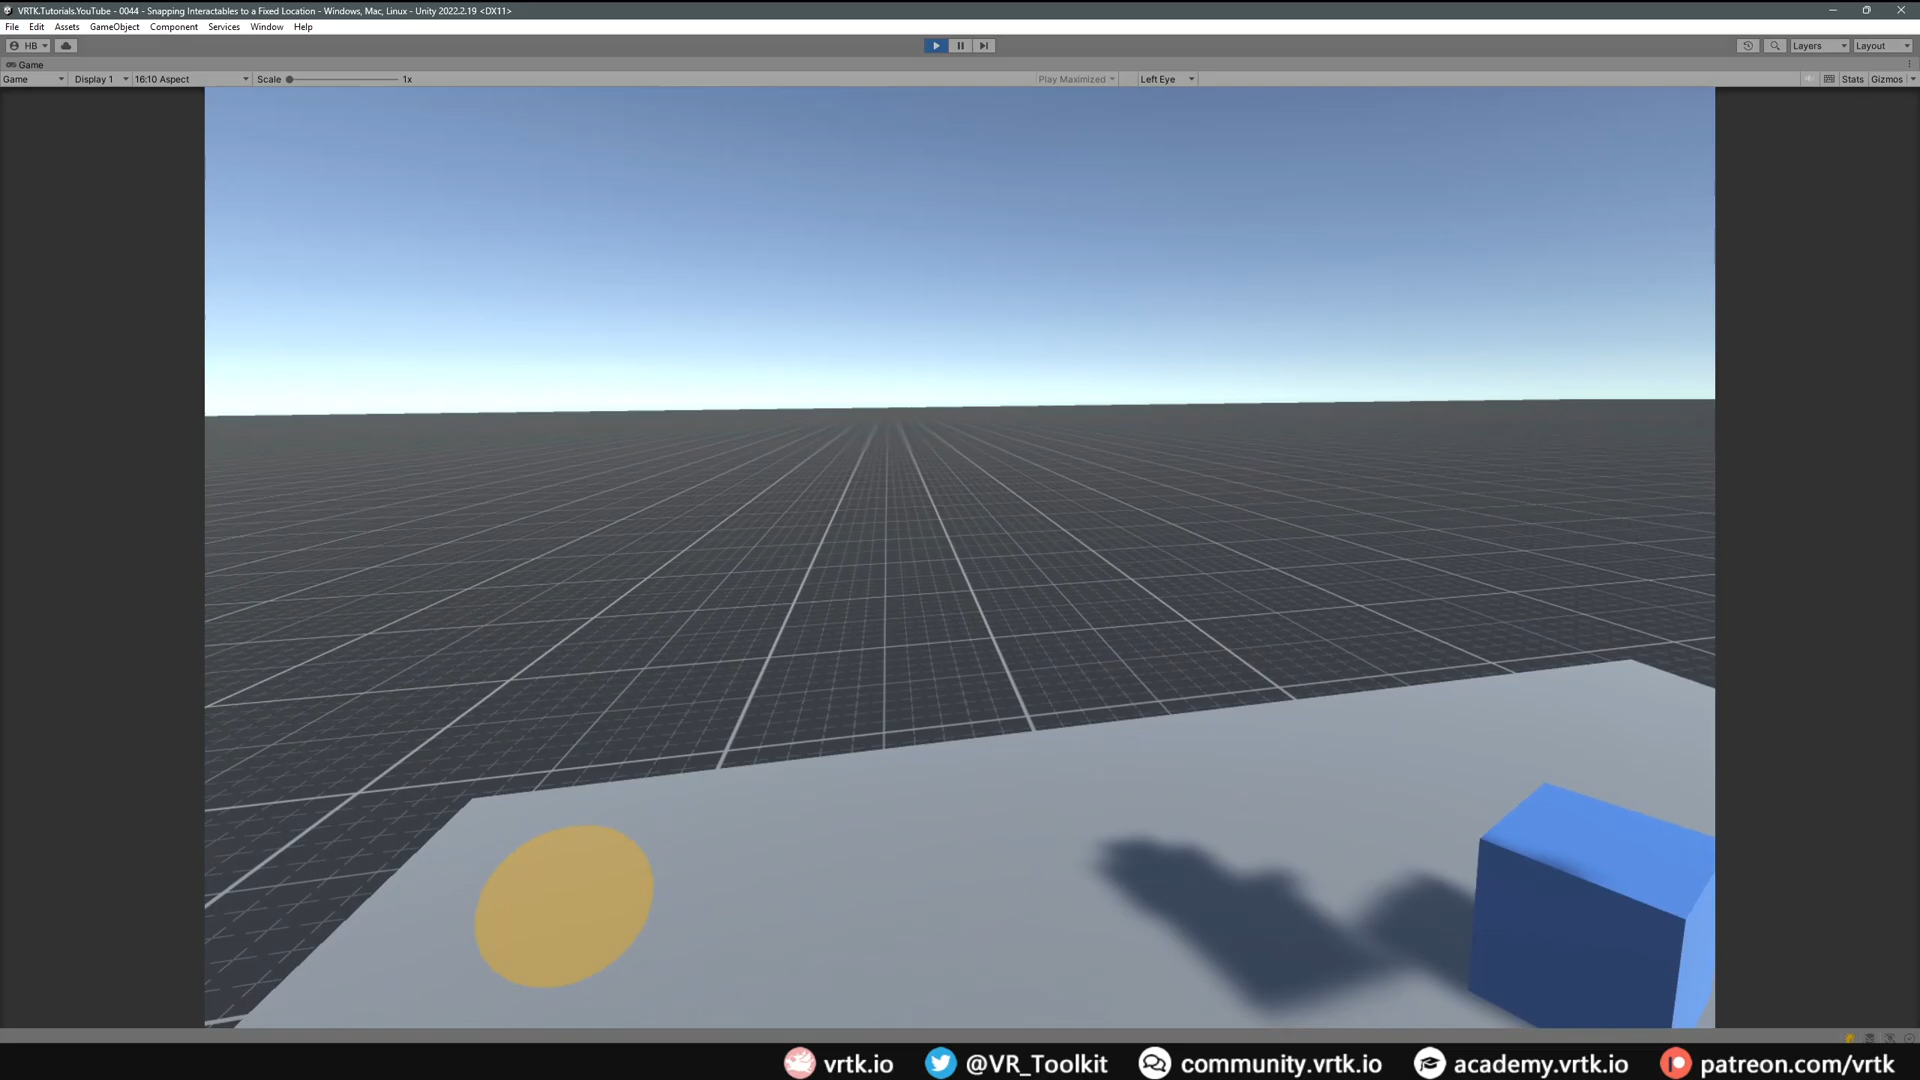 VRTK.Tutorials.YouTube - 0044 - Snapping Interactables to a Fixed Location - Windows, Mac, Linux - Unity 2022.2.19 <DX11>
File Edit Assets GameObject Component Services Window Help
HB Layers Layout
Game
Game Display 1 16:10 Aspect Scale 1x Play Maximized Left Eye Stats Gizmos
vrtk.io @VR_Toolkit community.vrtk.io academy.vrtk.io patreon.com/vrtk